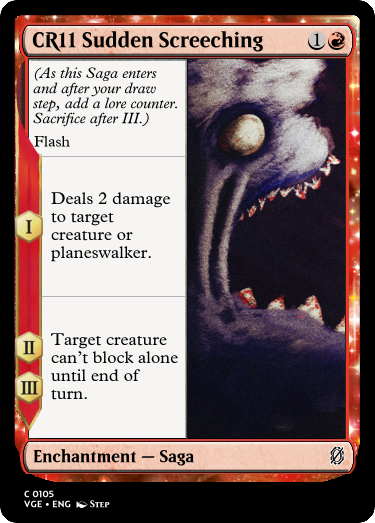 CR11 Sudden Screeching
1
(As this Saga enters
and after your draw
step, add a lore counter.
Sacrifice after III.)
Flash
I
Deals 2 damage
to target
creature or
planeswalker.
II
III
Target creature
can't block alone
until end of
turn.
Enchantment — Saga
C 0105
VGE • ENG STEP